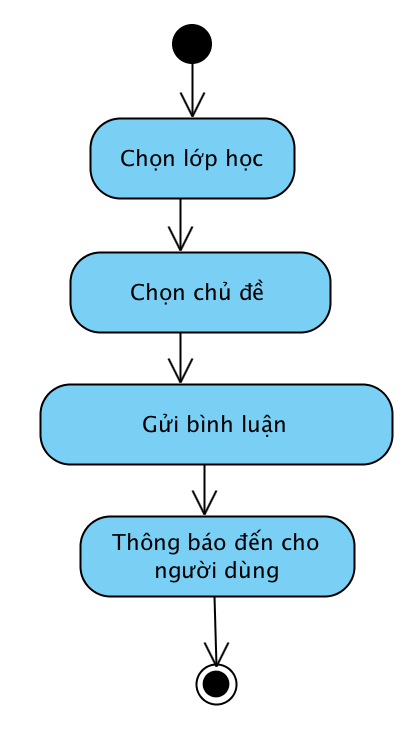 Chọn lớp học
Chọn chủ đề
Gửi bình luận
Thông báo đến cho
người dùng